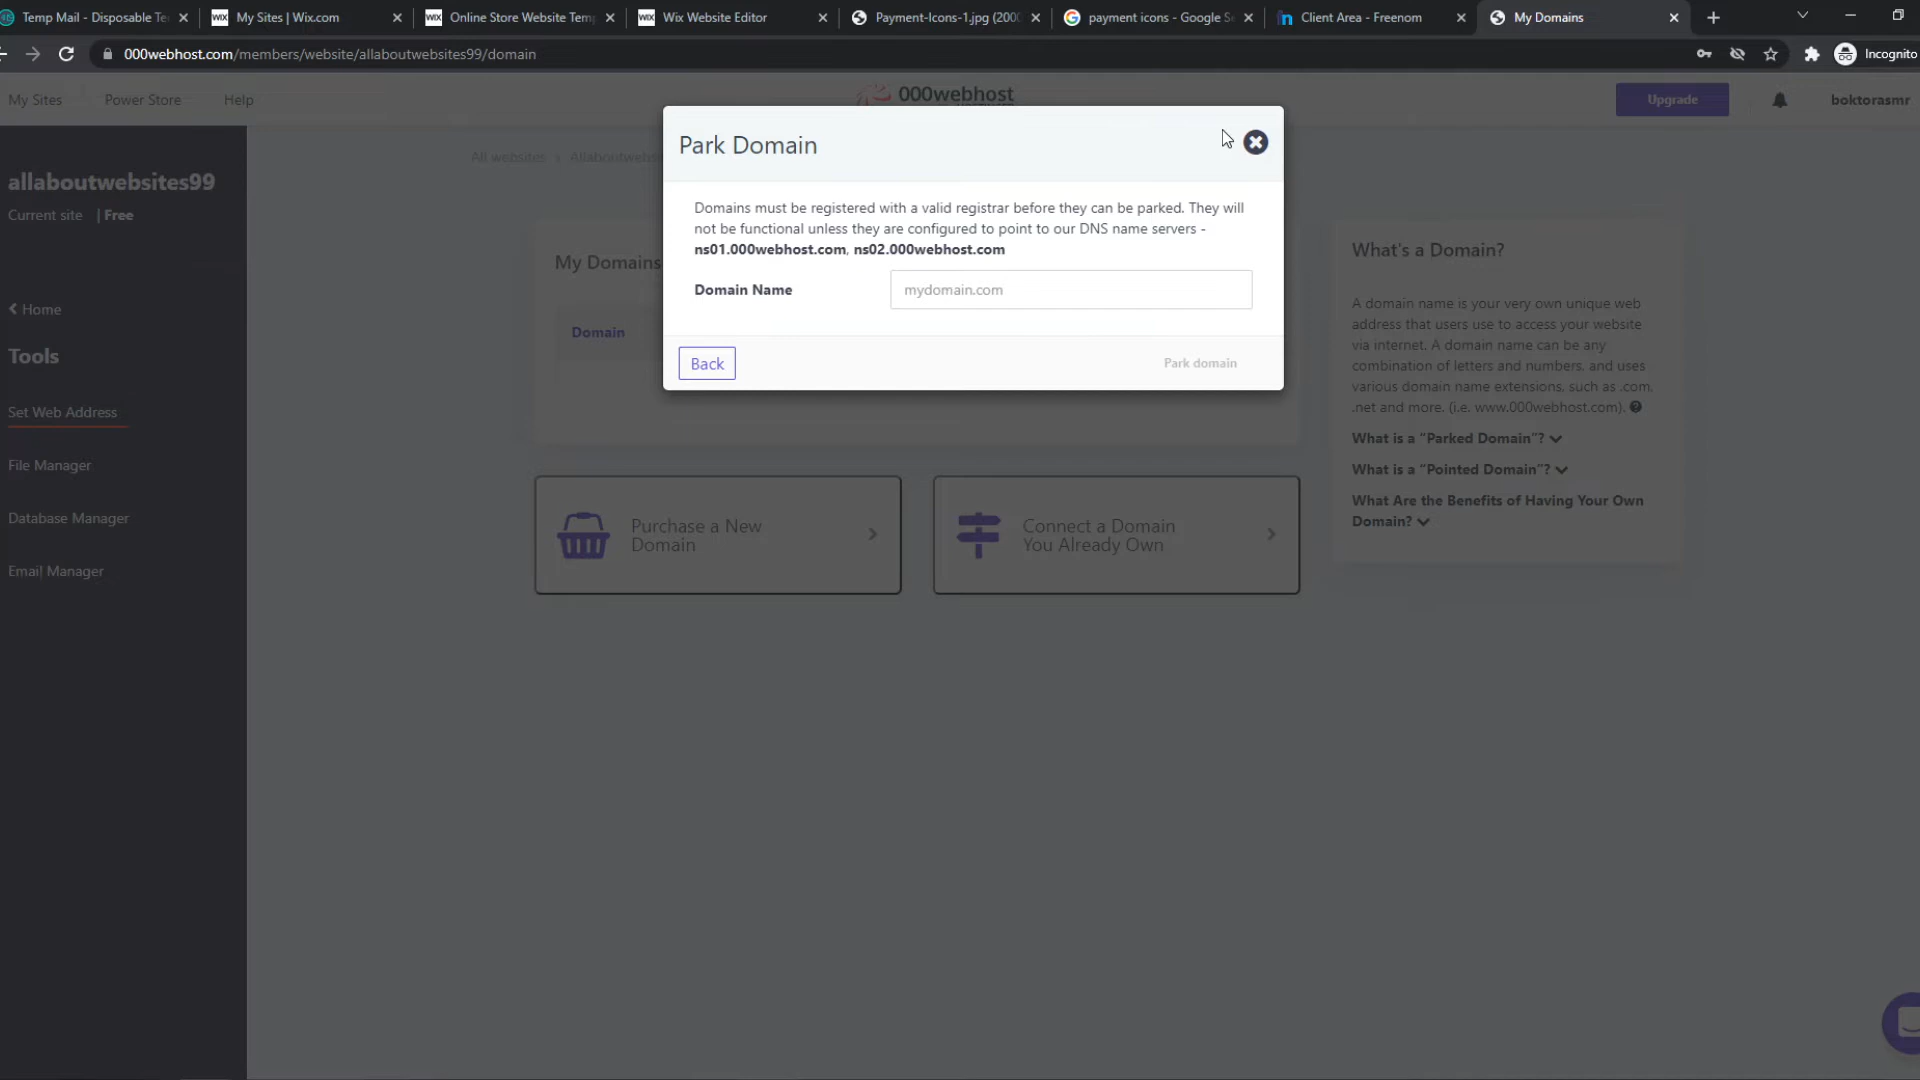 Temp Mail - Disposable Te
My Sites | Wix.com
Online Store Website Temp
Wix Website Editor
Payment-Icons-1.jpg (2000
payment icons - Google Se
Client Area - Freenom
My Domains
000webhost.com/members/website/allaboutwebsites99/domain
Incognito
My Sites
Power Store
Help
000webhost
Upgrade
boktorasmr
allaboutwebsites99
Current site | Free
Home
Tools
Set Web Address
File Manager
Database Manager
Email Manager
All websites › Allaboutwebsi
My Domains
Domain
Park Domain
Domains must be registered with a valid registrar before they can be parked. They will
not be functional unless they are configured to point to our DNS name servers -
ns01.000webhost.com, ns02.000webhost.com
Domain Name
mydomain.com
Back
Park domain
Purchase a New
Domain
Connect a Domain
You Already Own
What's a Domain?
A domain name is your very own unique web
address that users use to access your website
via internet. A domain name can be any
combination of letters and numbers, and uses
various domain name extensions, such as .com,
.net and more. (i.e. www.000webhost.com).
What is a “Parked Domain”?
What is a “Pointed Domain”?
What Are the Benefits of Having Your Own
Domain?